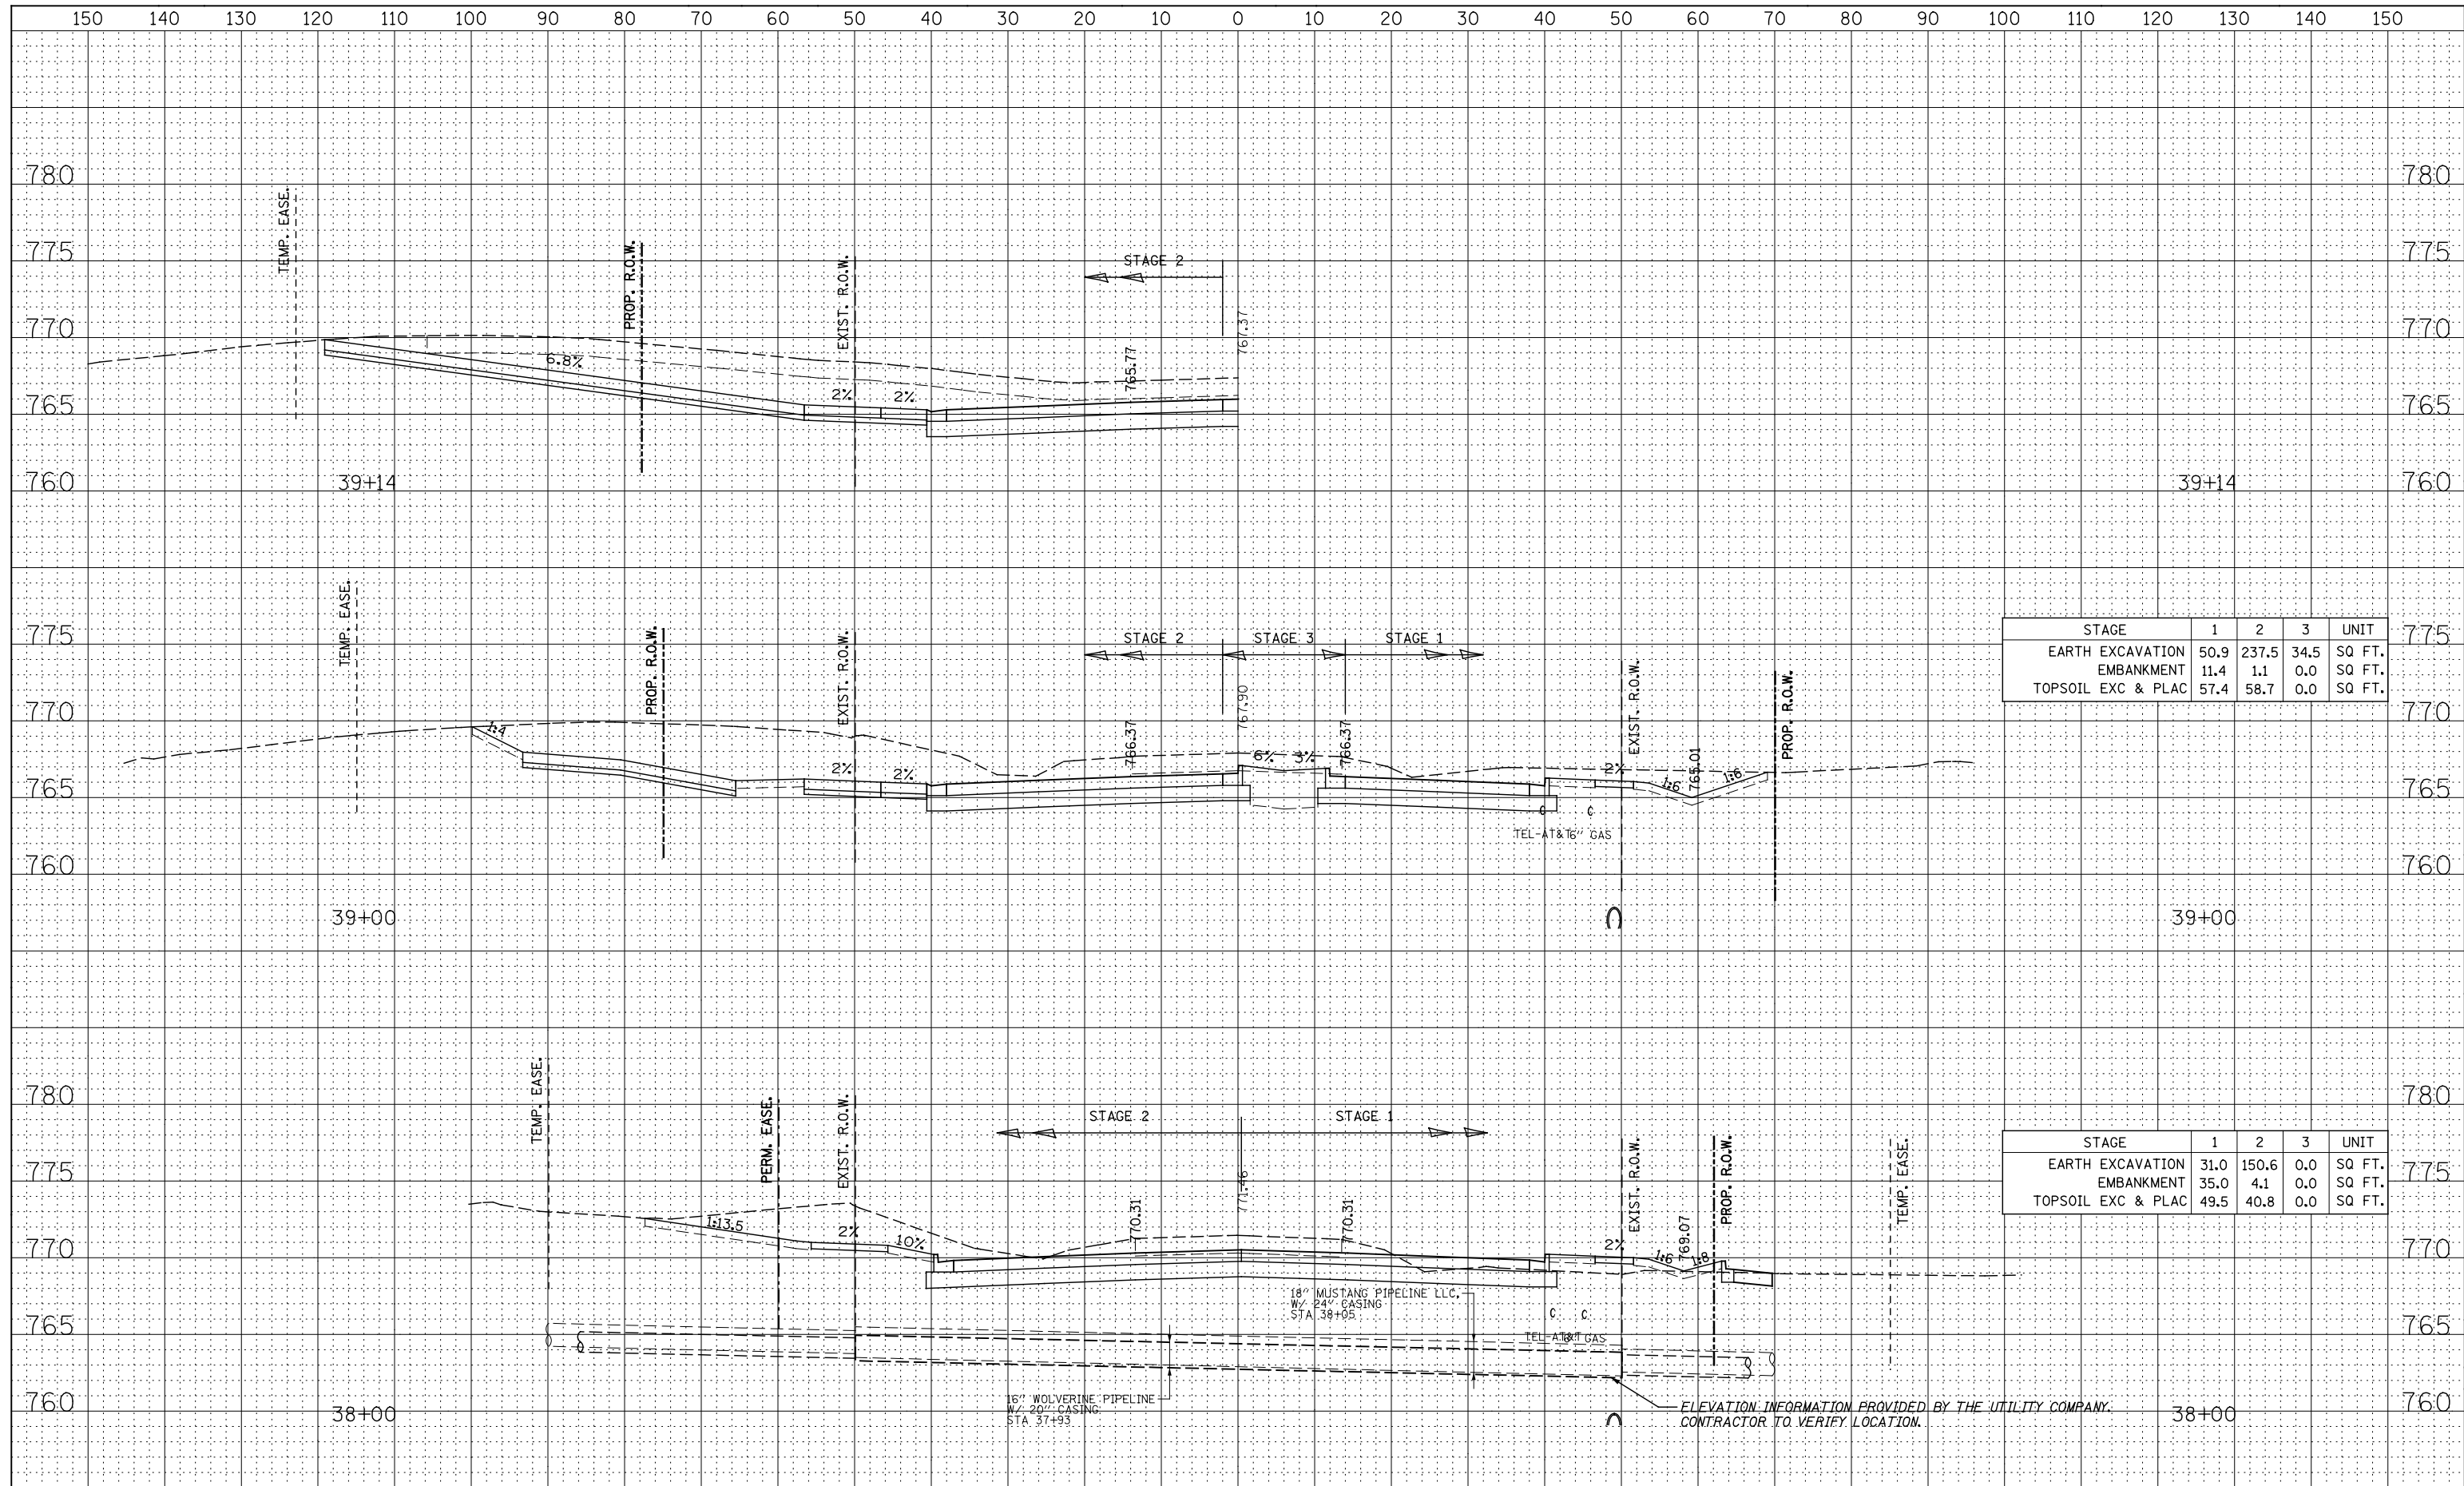 150 140 130 120 110 100 90 80 70 60 50 40 30 20 10 0 10 20 30 40 50 60 70 80 90 100 110 120 130 140 150
780 780
TEMP. EASE.
PROP. R.O.W.
EXIST. R.O.W.
STAGE 2
775 775
770 770
767.37
765.77
6.8%
2%
2%
765 765
760 760
39+14 39+14
TEMP. EASE.
PROP. R.O.W.
EXIST. R.O.W.
STAGE 2 STAGE 3 STAGE 1
EXIST. R.O.W.
PROP. R.O.W.
775 775
STAGE 1 2 3 UNIT
EARTH EXCAVATION 50.9 237.5 34.5 SQ FT.
EMBANKMENT 11.4 1.1 0.0 SQ FT.
TOPSOIL EXC & PLAC 57.4 58.7 0.0 SQ FT.
770 770
1:4
766.37
767.90
766.37
765.01
2%
2%
6%
3%
2%
1:6
1:6
765 765
TEL-AT&T
6" GAS
760 760
39+00 39+00
780 780
TEMP. EASE.
PERM. EASE.
EXIST. R.O.W.
STAGE 2 STAGE 1
EXIST. R.O.W.
PROP. R.O.W.
TEMP. EASE.
775 775
STAGE 1 2 3 UNIT
EARTH EXCAVATION 31.0 150.6 0.0 SQ FT.
EMBANKMENT 35.0 4.1 0.0 SQ FT.
TOPSOIL EXC & PLAC 49.5 40.8 0.0 SQ FT.
770.31
771.46
770.31
769.07
1:13.5
2%
10%
2%
1:6
1:8
770 770
18" MUSTANG PIPELINE LLC,
W/ 24" CASING
STA 38+05
765 765
TEL-AT&T
GAS
16" WOLVERINE PIPELINE
W/ 20" CASING
STA 37+93
760 760
ELEVATION INFORMATION PROVIDED BY THE UTILITY COMPANY.
CONTRACTOR TO VERIFY LOCATION.
38+00 38+00